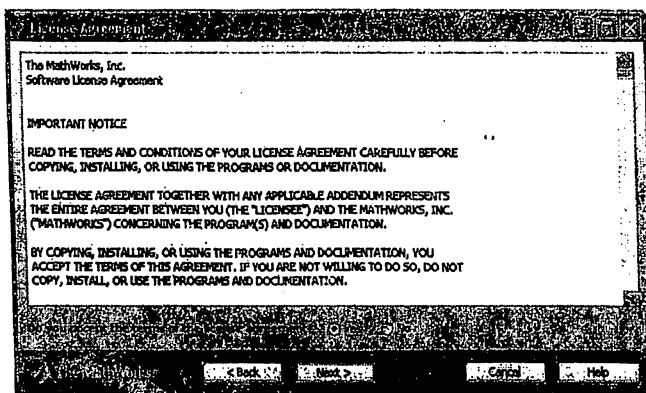 License Agreement
The MathWorks, Inc.
Software License Agreement
IMPORTANT NOTICE
READ THE TERMS AND CONDITIONS OF YOUR LICENSE AGREEMENT CAREFULLY BEFORE
COPYING, INSTALLING, OR USING THE PROGRAMS OR DOCUMENTATION.
THE LICENSE AGREEMENT TOGETHER WITH ANY APPLICABLE ADDENDUM REPRESENTS
THE ENTIRE AGREEMENT BETWEEN YOU (THE "LICENSEE") AND THE MATHWORKS, INC.
("MATHWORKS") CONCERNING THE PROGRAM(S) AND DOCUMENTATION.
BY COPYING, INSTALLING, OR USING THE PROGRAMS AND DOCUMENTATION, YOU
ACCEPT THE TERMS OF THIS AGREEMENT. IF YOU ARE NOT WILLING TO DO SO, DO NOT
COPY, INSTALL, OR USE THE PROGRAMS AND DOCUMENTATION.
The MathWorks
< Back Next > Cancel Help